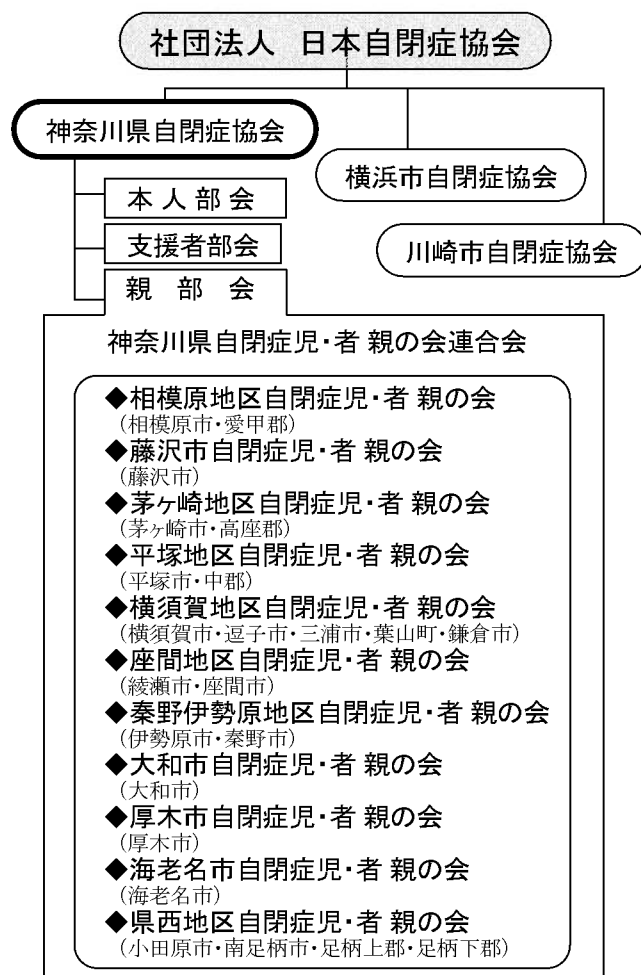 社団法人 日本自閉症協会
神奈川県自閉症協会
横浜市自閉症協会
川崎市自閉症協会
本人部会
支援者部会
親部会
神奈川県自閉症児・者 親の会連合会
◆相模原地区自閉症児・者 親の会
(相模原市・愛甲郡)
◆藤沢市自閉症児・者 親の会
(藤沢市)
◆茅ヶ崎地区自閉症児・者 親の会
(茅ヶ崎市・高座郡)
◆平塚地区自閉症児・者 親の会
(平塚市・中郡)
◆横須賀地区自閉症児・者 親の会
(横須賀市・逗子市・三浦市・葉山町・鎌倉市)
◆座間地区自閉症児・者 親の会
(綾瀬市・座間市)
◆秦野伊勢原地区自閉症児・者 親の会
(伊勢原市・秦野市)
◆大和市自閉症児・者 親の会
(大和市)
◆厚木市自閉症児・者 親の会
(厚木市)
◆海老名市自閉症児・者 親の会
(海老名市)
◆県西地区自閉症児・者 親の会
(小田原市・南足柄市・足柄上郡・足柄下郡)